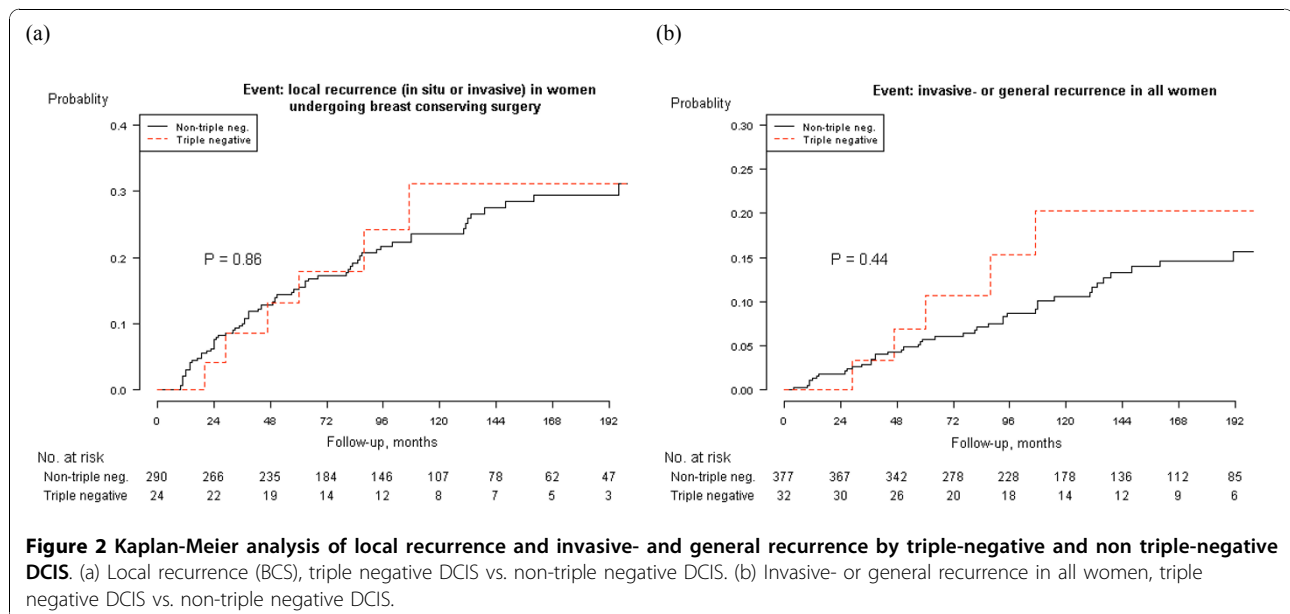 (a)
Event: local recurrence (in situ or invasive) in women
undergoing breast conserving surgery
Probablity
0.4
0.3
0.2
0.1
0.0
Non-triple neg.
Triple negative
P = 0.86
0 24 48 72 96 120 144 168 192
Follow-up, months
No. at risk
Non-triple neg. 290 266 235 184 146 107 78 62 47
Triple negative 24 22 19 14 12 8 7 5 3
(b)
Event: invasive- or general recurrence in all women
Probablity
0.30
0.25
0.20
0.15
0.10
0.05
0.00
Non-triple neg.
Triple negative
P = 0.44
0 24 48 72 96 120 144 168 192
Follow-up, months
No. at risk
Non-triple neg. 377 367 342 278 228 178 136 112 85
Triple negative 32 30 26 20 18 14 12 9 6
Figure 2 Kaplan-Meier analysis of local recurrence and invasive- and general recurrence by triple-negative and non triple-negative
DCIS. (a) Local recurrence (BCS), triple negative DCIS vs. non-triple negative DCIS. (b) Invasive- or general recurrence in all women, triple
negative DCIS vs. non-triple negative DCIS.